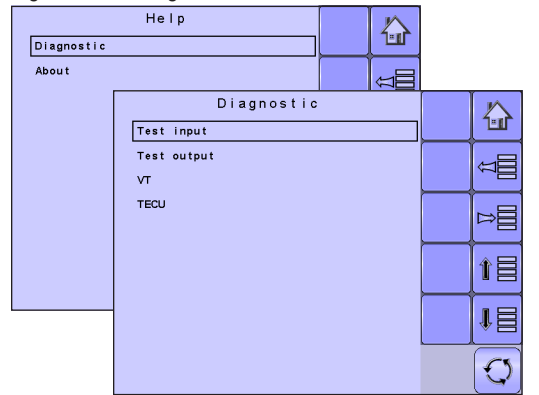 Help
Diagnostic
About
Diagnostic
Test input
Test output
VT
TECU